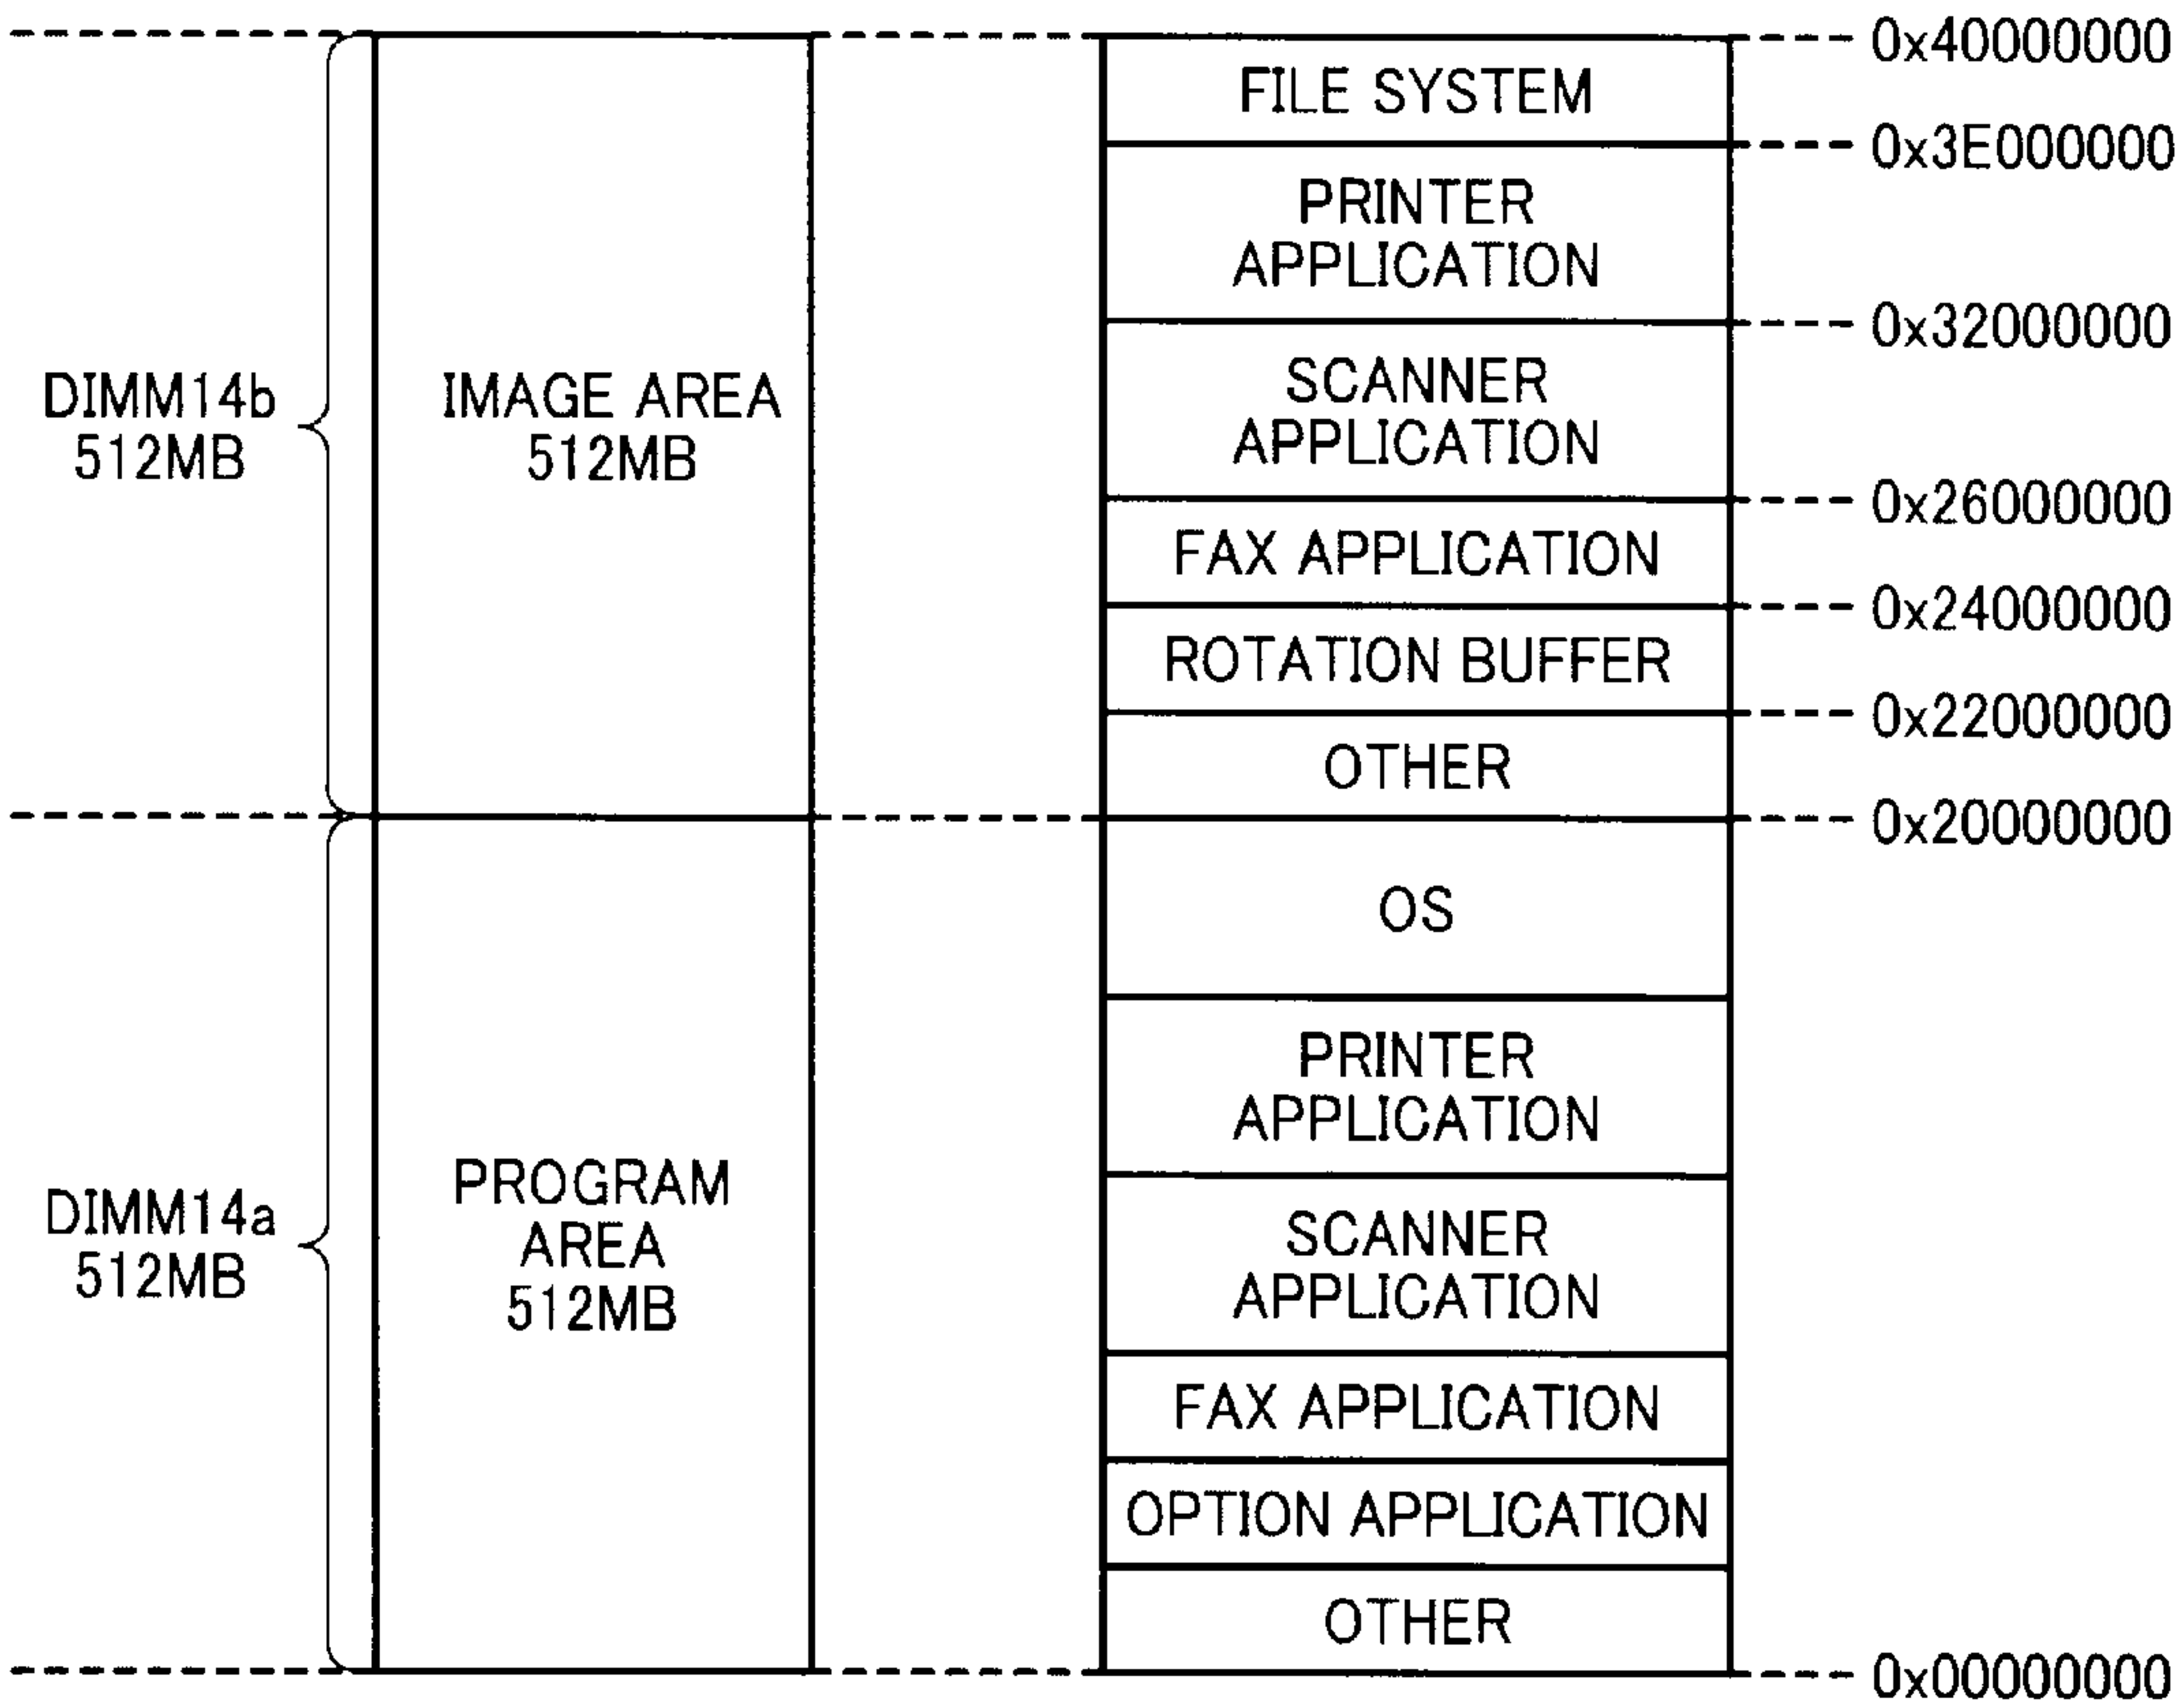 0x40000000
FILE SYSTEM
0x3E000000
PRINTER
APPLICATION
0x32000000
DIMM14b
512MB
IMAGE AREA
512MB
SCANNER
APPLICATION
0x26000000
FAX APPLICATION
0x24000000
ROTATION BUFFER
0x22000000
OTHER
0x20000000
OS
PRINTER
APPLICATION
DIMM14a
512MB
PROGRAM
AREA
512MB
SCANNER
APPLICATION
FAX APPLICATION
OPTION APPLICATION
OTHER
0x00000000